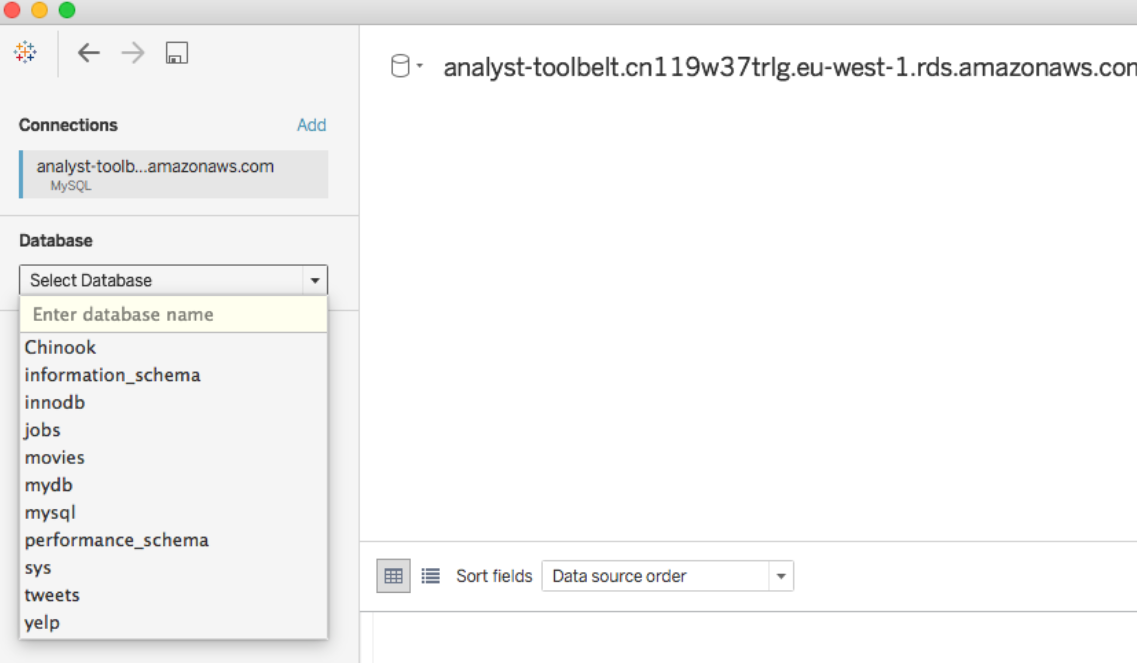 analyst-toolbelt.cn119w37trlg.eu-west-1.rds.amazonaws.con
Connections Add
analyst-toolb...amazonaws.com
MySQL
Database
Select Database
Enter database name
Chinook
information_schema
innodb
jobs
movies
mydb
mysql
performance_schema
sys
tweets
yelp
Sort fields Data source order